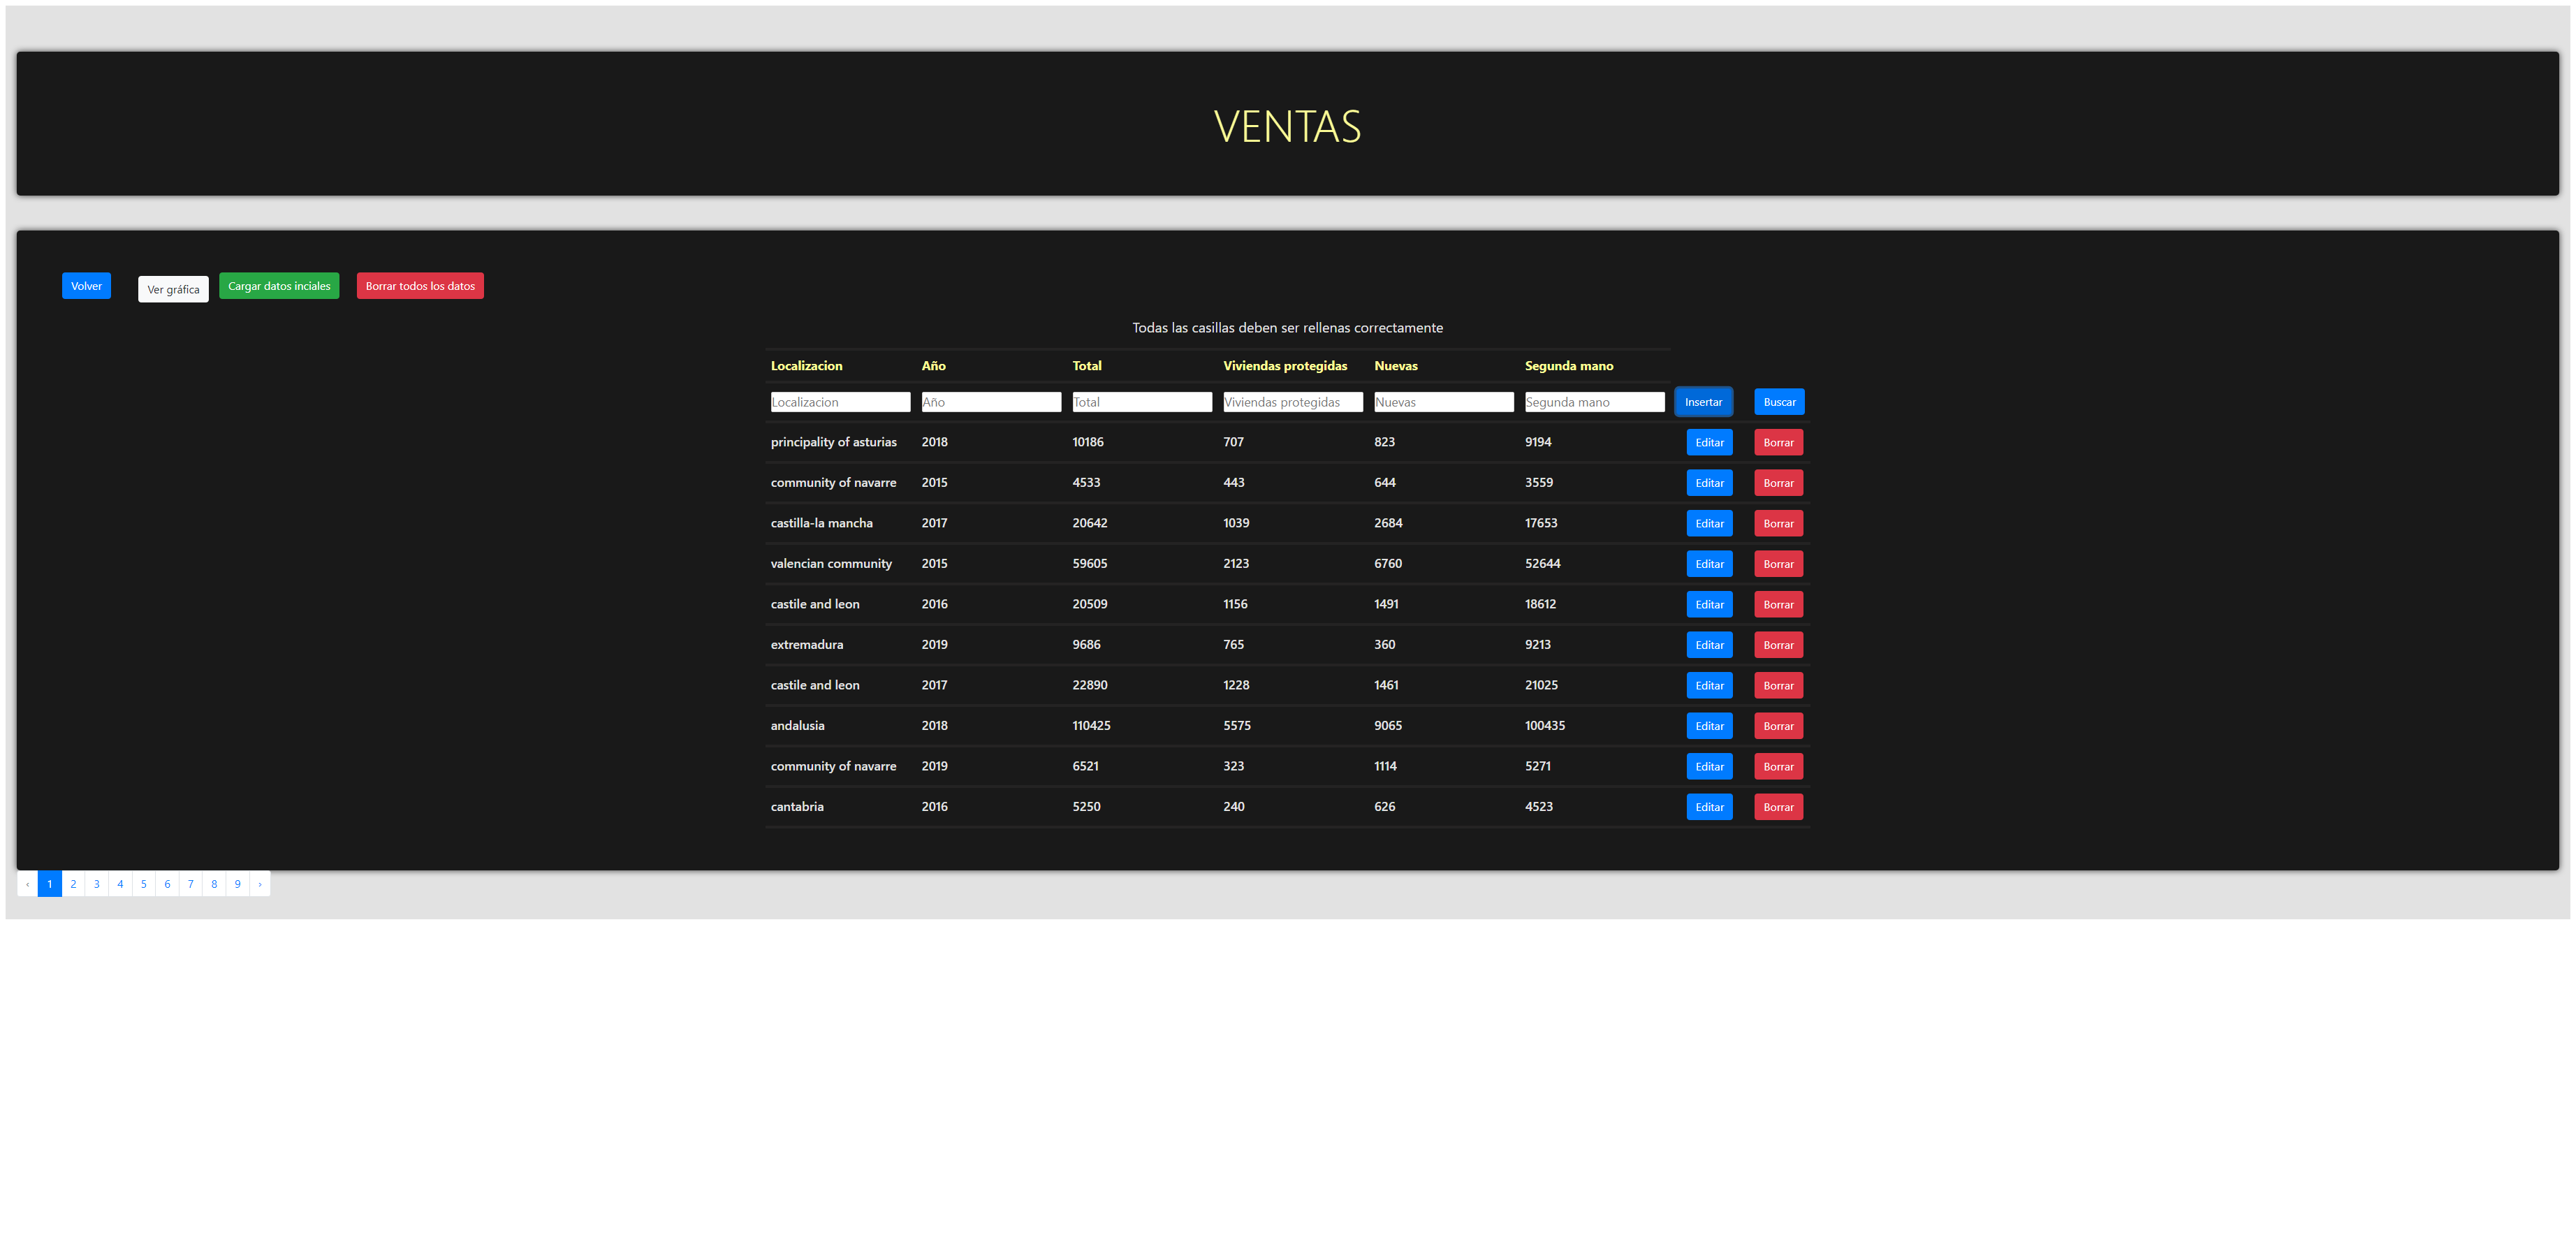 VENTAS
Volver Ver gráfica Cargar datos inciales Borrar todos los datos
Todas las casillas deben ser rellenas correctamente
Localizacion Año Total Viviendas protegidas Nuevas Segunda mano
Localizacion Año Total Viviendas protegidas Nuevas Segunda mano Insertar Buscar
principality of asturias 2018 10186 707 823 9194 Editar Borrar
community of navarre 2015 4533 443 644 3559 Editar Borrar
castilla-la mancha 2017 20642 1039 2684 17653 Editar Borrar
valencian community 2015 59605 2123 6760 52644 Editar Borrar
castile and leon 2016 20509 1156 1491 18612 Editar Borrar
extremadura 2019 9686 765 360 9213 Editar Borrar
castile and leon 2017 22890 1228 1461 21025 Editar Borrar
andalusia 2018 110425 5575 9065 100435 Editar Borrar
community of navarre 2019 6521 323 1114 5271 Editar Borrar
cantabria 2016 5250 240 626 4523 Editar Borrar
‹ 1 2 3 4 5 6 7 8 9 ›